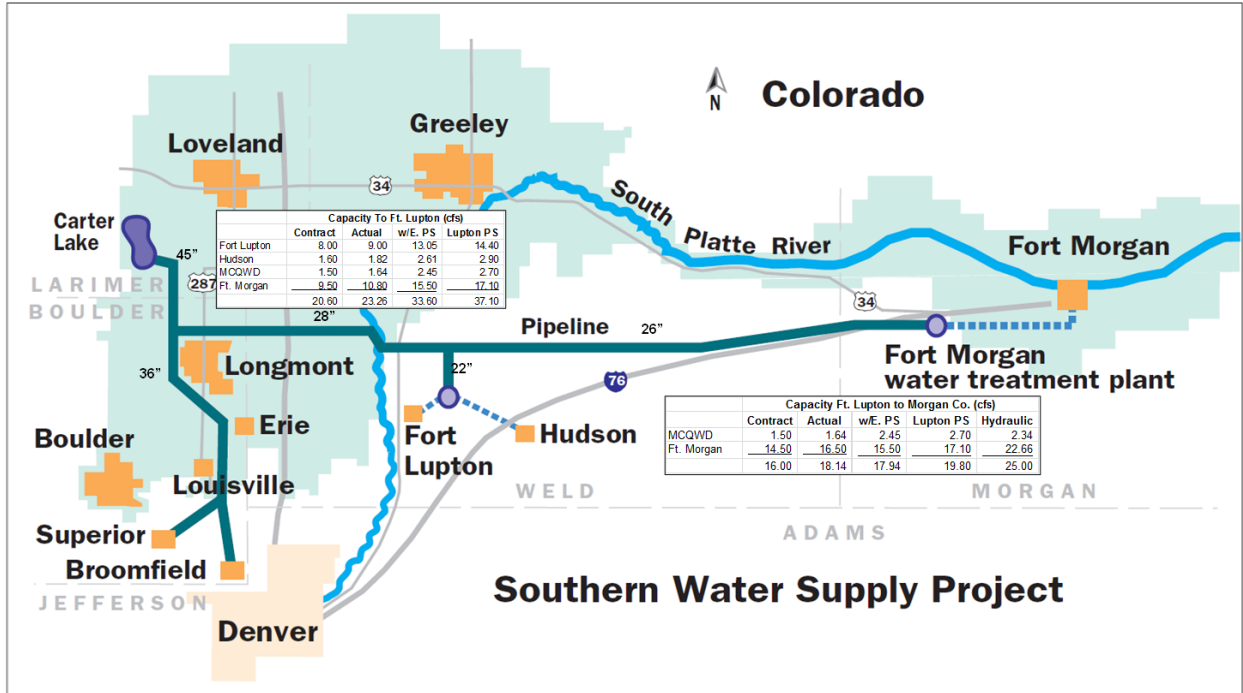 N
Colorado
Greeley
Loveland
34
South Platte River
Carter
Lake
45"
Capacity To Ft. Lupton (cfs)
Contract Actual w/E. PS Lupton PS
Fort Lupton 8.00 9.00 13.05 14.40
Hudson 1.60 1.82 2.61 2.90
MCQWD 1.50 1.64 2.45 2.70
Ft. Morgan 9.50 10.80 15.50 17.10
20.60 23.26 33.60 37.10
Fort Morgan
LARIMER
287
BOULDER
34
28"
Pipeline
26"
Fort Morgan
water treatment plant
Longmont
36"
22"
76
Capacity Ft. Lupton to Morgan Co. (cfs)
Contract Actual w/E. PS Lupton PS Hydraulic
MCQWD 1.50 1.64 2.45 2.70 2.34
Ft. Morgan 14.50 16.50 15.50 17.10 22.66
16.00 18.14 17.94 19.80 25.00
Erie
Fort
Lupton
Hudson
Boulder
Louisville
WELD
MORGAN
ADAMS
Superior
Broomfield
JEFFERSON
Southern Water Supply Project
Denver